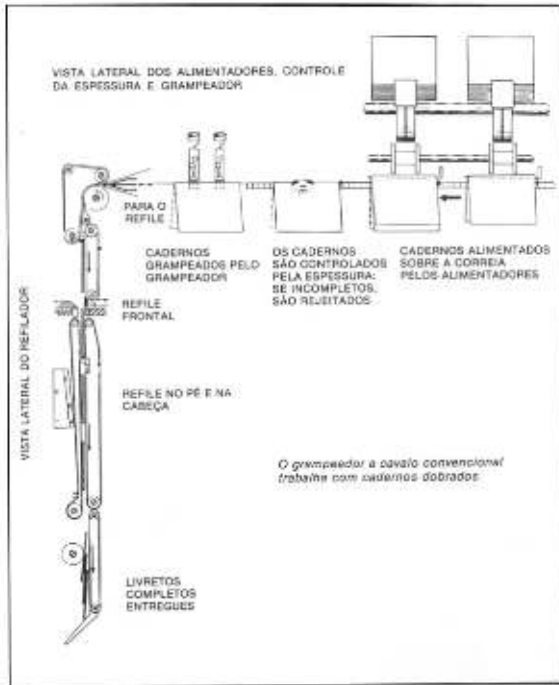 VISTA LATERAL DOS ALIMENTADORES, CONTROLE
DA ESPESSURA E GRAMPEADOR
PARA O
REFILE
CADERNOS
GRAMPEADOS PELO
GRAMPEADOR
OS CADERNOS
SÃO CONTROLADOS
PELA ESPESSURA:
SE INCOMPLETOS,
SÃO REJEITADOS
CADERNOS ALIMENTADOS
SOBRE A CORREIA
PELOS ALIMENTADORES
VISTA LATERAL DO REFILADOR
REFILE
FRONTAL
REFILE NO PÉ E NA
CABEÇA
O grampeador a cavalo convencional
trabalha com cadernos dobrados
LIVRETOS
COMPLETOS
ENTREGUES